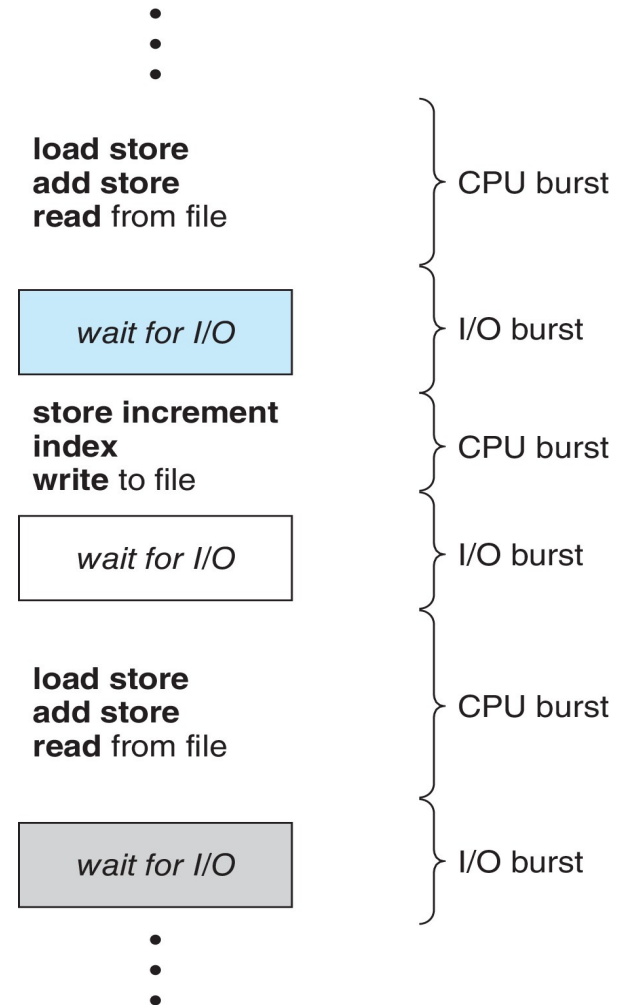 load store
add store
read from file
CPU burst
wait for I/O
I/O burst
store increment
index
write to file
CPU burst
wait for I/O
I/O burst
load store
add store
read from file
CPU burst
wait for I/O
I/O burst